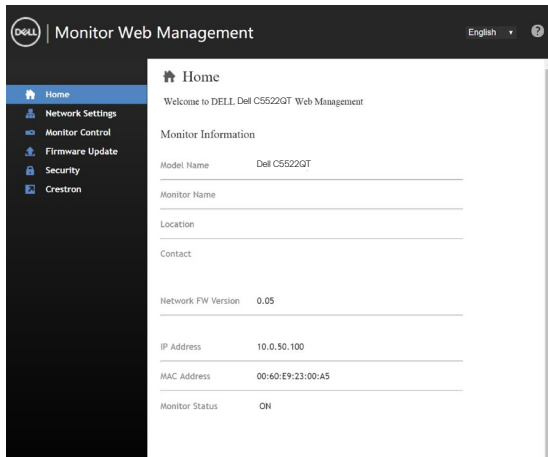 DELL | Monitor Web Management
English
?
Home
Network Settings
Monitor Control
Firmware Update
Security
Crestron
Home
Welcome to DELL Dell C5522QT Web Management
Monitor Information
Model Name Dell C5522QT
Monitor Name
Location
Contact
Network FW Version 0.05
IP Address 10.0.50.100
MAC Address 00:60:E9:23:00:A5
Monitor Status ON